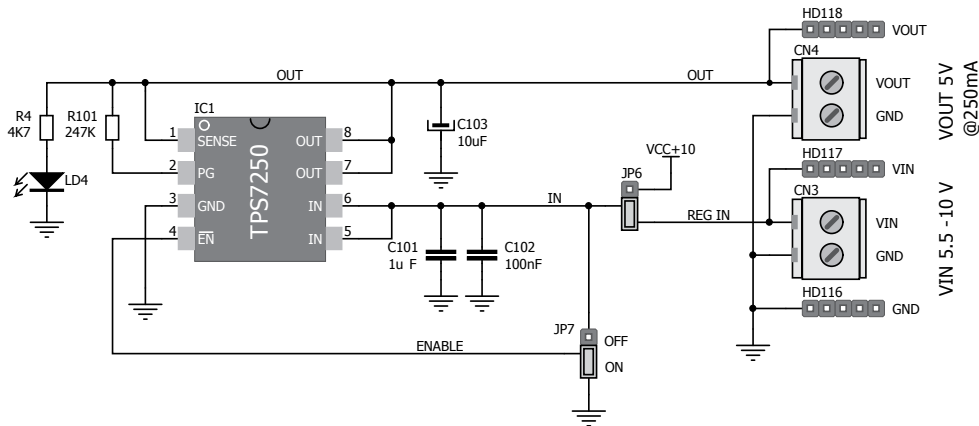 HD118
VOUT
CN4
OUT
OUT
VOUT
GND
VOUT 5V
@250mA
R4
4K7
R101
247K
IC1
1
SENSE
OUT
8
C103
10uF
2
PG
OUT
7
TPS7250
LD4
VCC+10
JP6
HD117
VIN
3
GND
IN
6
IN
CN3
REG IN
VIN
4
EN
IN
5
C101
1u F
C102
100nF
GND
VIN 5.5 -10 V
HD116
GND
JP7
OFF
ENABLE
ON